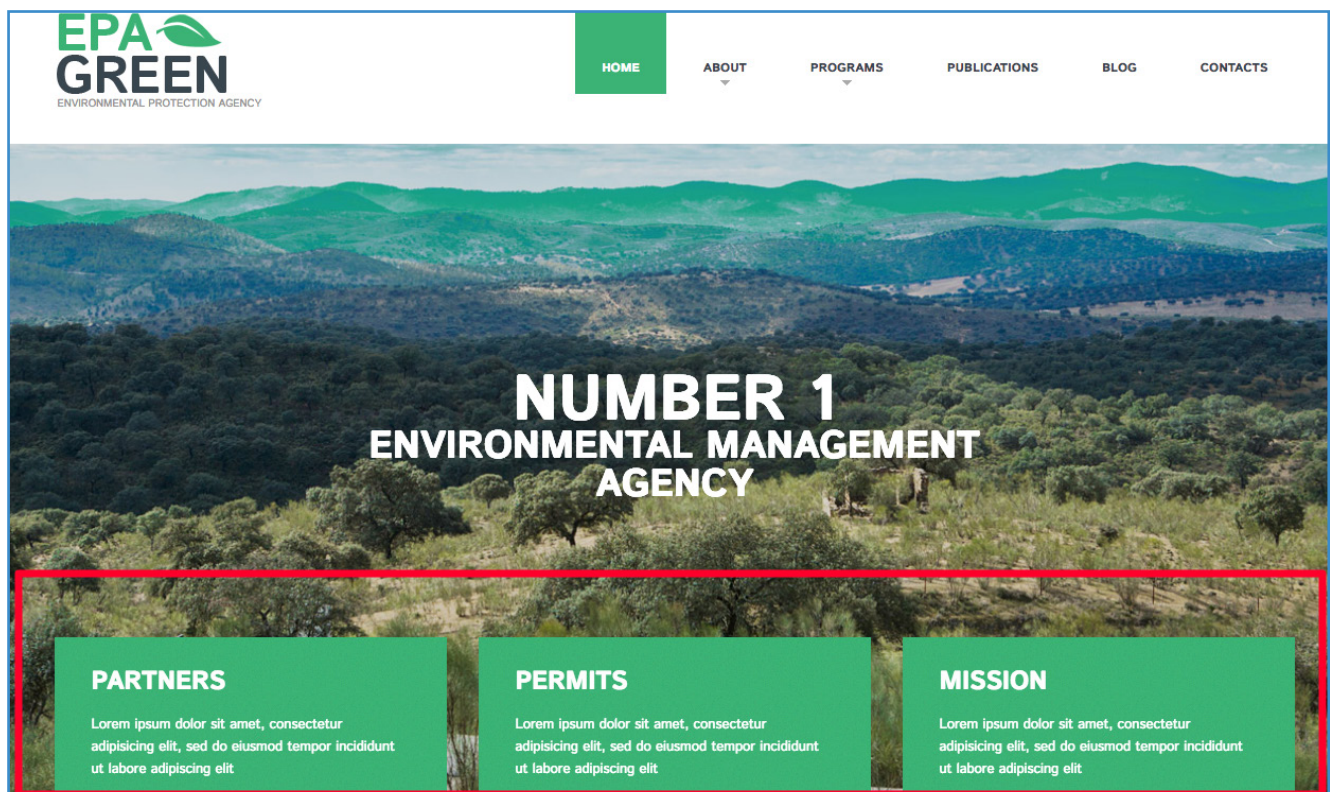 EPA
GREEN
ENVIRONMENTAL PROTECTION AGENCY
HOME ABOUT PROGRAMS PUBLICATIONS BLOG CONTACTS
NUMBER 1
ENVIRONMENTAL MANAGEMENT
AGENCY
PARTNERS
Lorem ipsum dolor sit amet, consectetur
adipisicing elit, sed do eiusmod tempor incididunt
ut labore adipiscing elit
PERMITS
Lorem ipsum dolor sit amet, consectetur
adipisicing elit, sed do eiusmod tempor incididunt
ut labore adipiscing elit
MISSION
Lorem ipsum dolor sit amet, consectetur
adipisicing elit, sed do eiusmod tempor incididunt
ut labore adipiscing elit